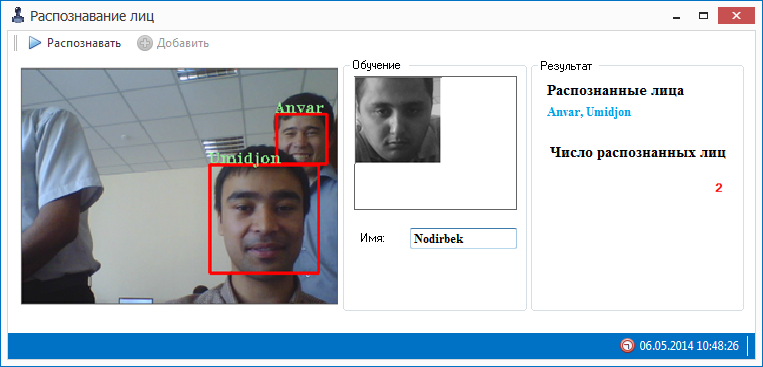 Распознавание лиц
Распознавать Добавить
Anvar
Umidjon
Обучение
Имя: Nodirbek
Результат
Распознанные лица
Anvar, Umidjon
Число распознанных лиц
2
06.05.2014 10:48:26